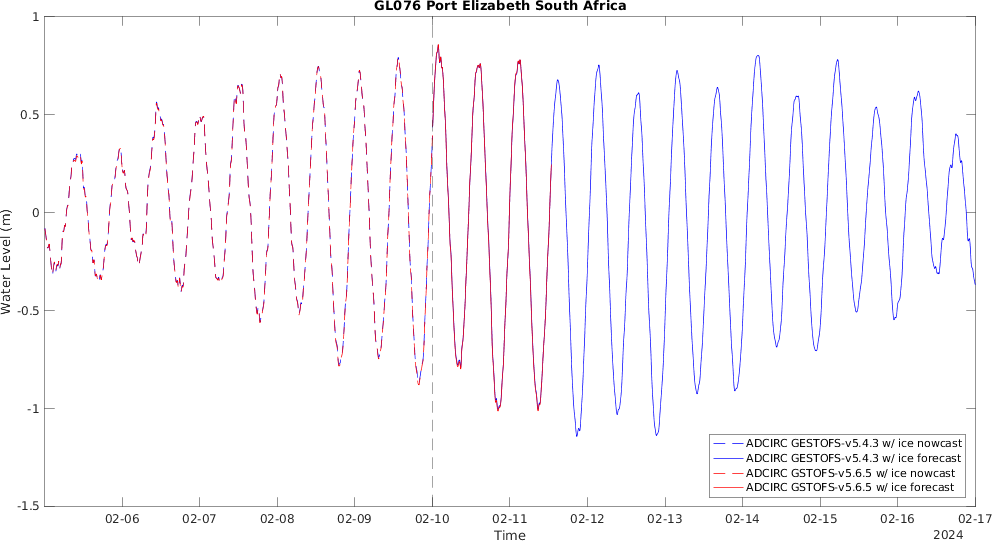 GL076 Port Elizabeth South Africa
Water Level (m)
1
0.5
0
-0.5
-1
-1.5
ADCIRC GESTOFS-v5.4.3 w/ ice nowcast
ADCIRC GESTOFS-v5.4.3 w/ ice forecast
ADCIRC GSTOFS-v5.6.5 w/ ice nowcast
ADCIRC GSTOFS-v5.6.5 w/ ice forecast
02-06 02-07 02-08 02-09 02-10 02-11 02-12 02-13 02-14 02-15 02-16 02-17
Time
2024